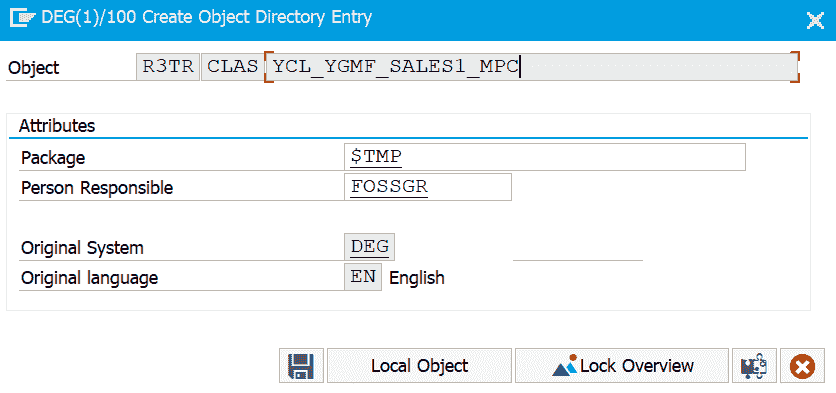 DEG(1)/100 Create Object Directory Entry
Object R3TR CLAS YCL_YGMF_SALES1_MPC
Attributes
Package $TMP
Person Responsible FOSSGR
Original System DEG
Original language EN English
Local Object Lock Overview